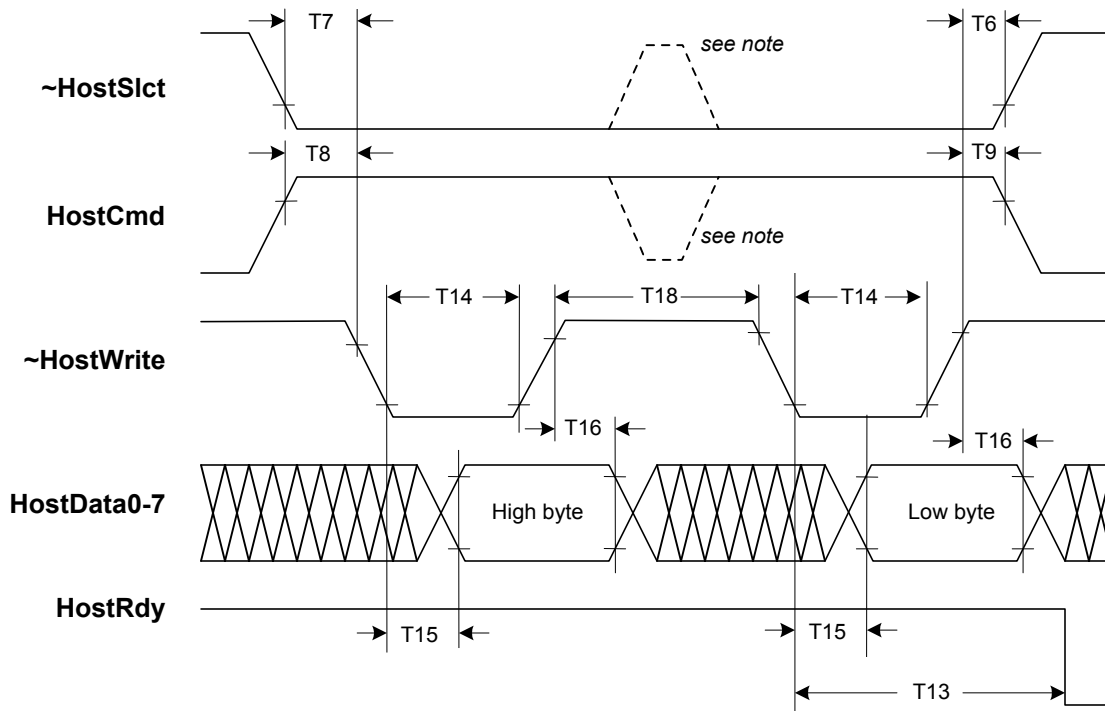 T7
T6
see note
~HostSlct
T8
T9
HostCmd
see note
T14
T18
T14
~HostWrite
T16
T16
HostData0-7
High byte
Low byte
HostRdy
T15
T15
T13